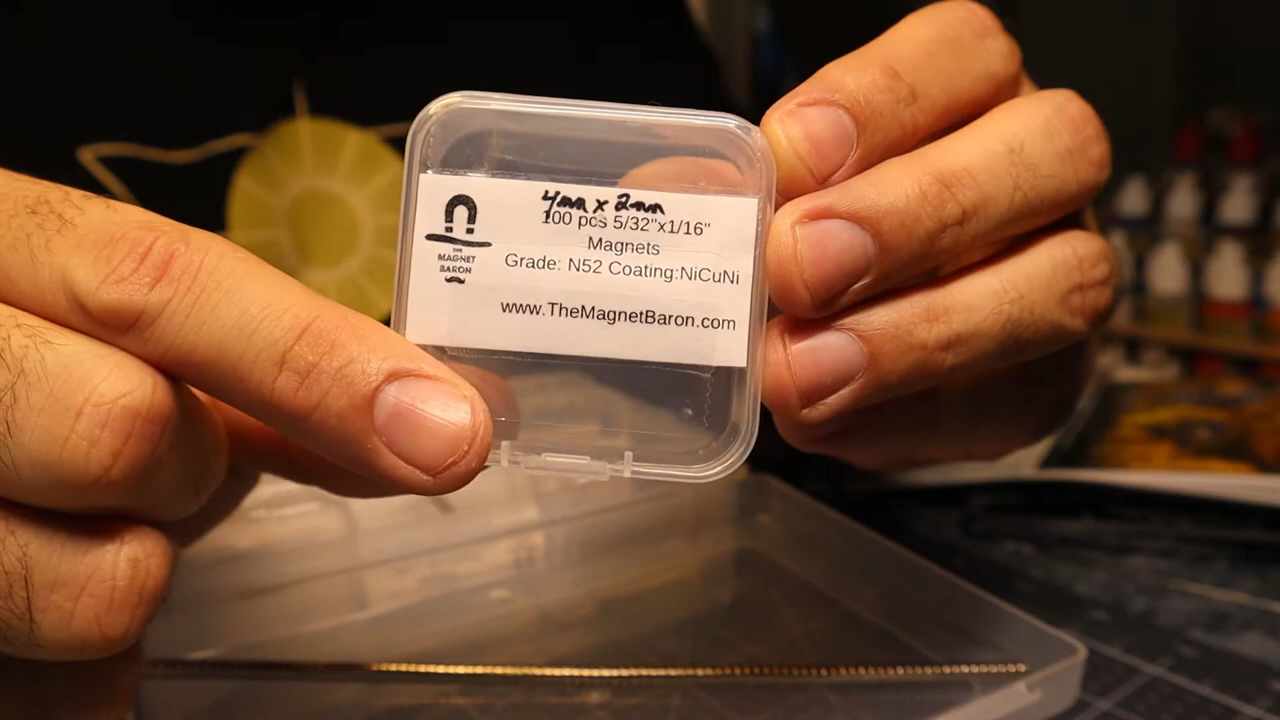 4mm x 2mm
100 pcs 5/32"x1/16"
Magnets
Grade: N52 Coating:NiCuNi
www.TheMagnetBaron.com
THE
MAGNET
BARON